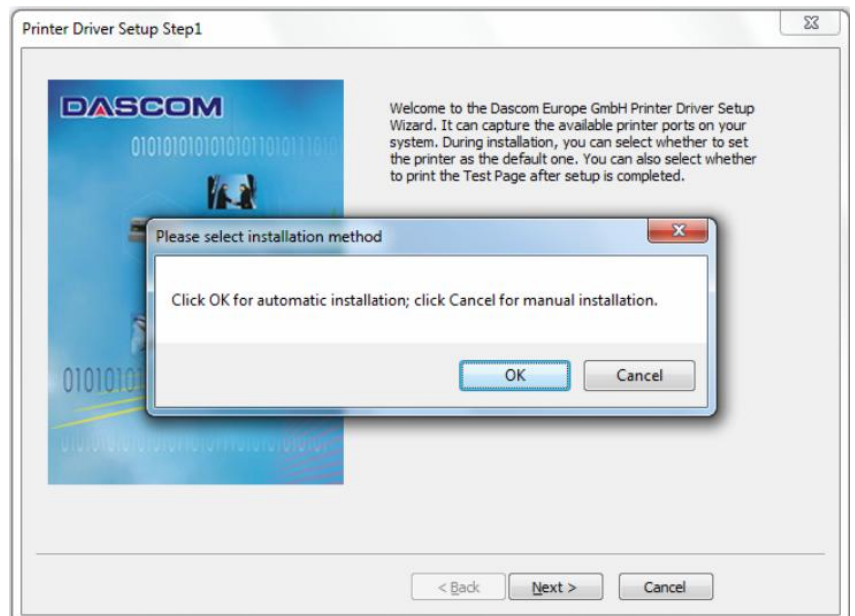 Printer Driver Setup Step1
DASCOM
Welcome to the Dascom Europe GmbH Printer Driver Setup
Wizard. It can capture the available printer ports on your
system. During installation, you can select whether to set
the printer as the default one. You can also select whether
to print the Test Page after setup is completed.
Please select installation method
Click OK for automatic installation; click Cancel for manual installation.
OK
Cancel
< Back
Next >
Cancel